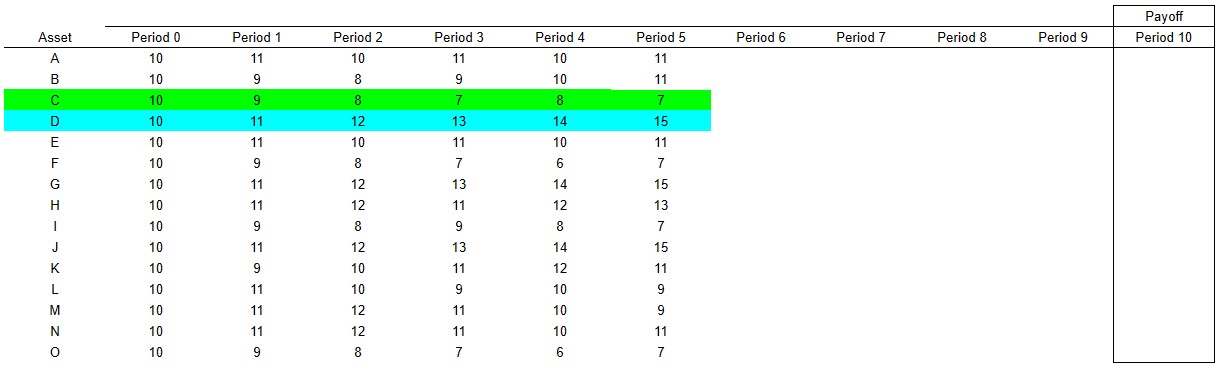 Payoff
Asset Period 0 Period 1 Period 2 Period 3 Period 4 Period 5 Period 6 Period 7 Period 8 Period 9 Period 10
A 10 11 10 11 10 11
B 10 9 8 9 10 11
C 10 9 8 7 8 7
D 10 11 12 13 14 15
E 10 11 10 11 10 11
F 10 9 8 7 6 7
G 10 11 12 13 14 15
H 10 11 12 11 12 13
I 10 9 8 9 8 7
J 10 11 12 13 14 15
K 10 9 10 11 12 11
L 10 11 10 9 10 9
M 10 11 12 11 10 9
N 10 11 12 11 10 11
O 10 9 8 7 6 7